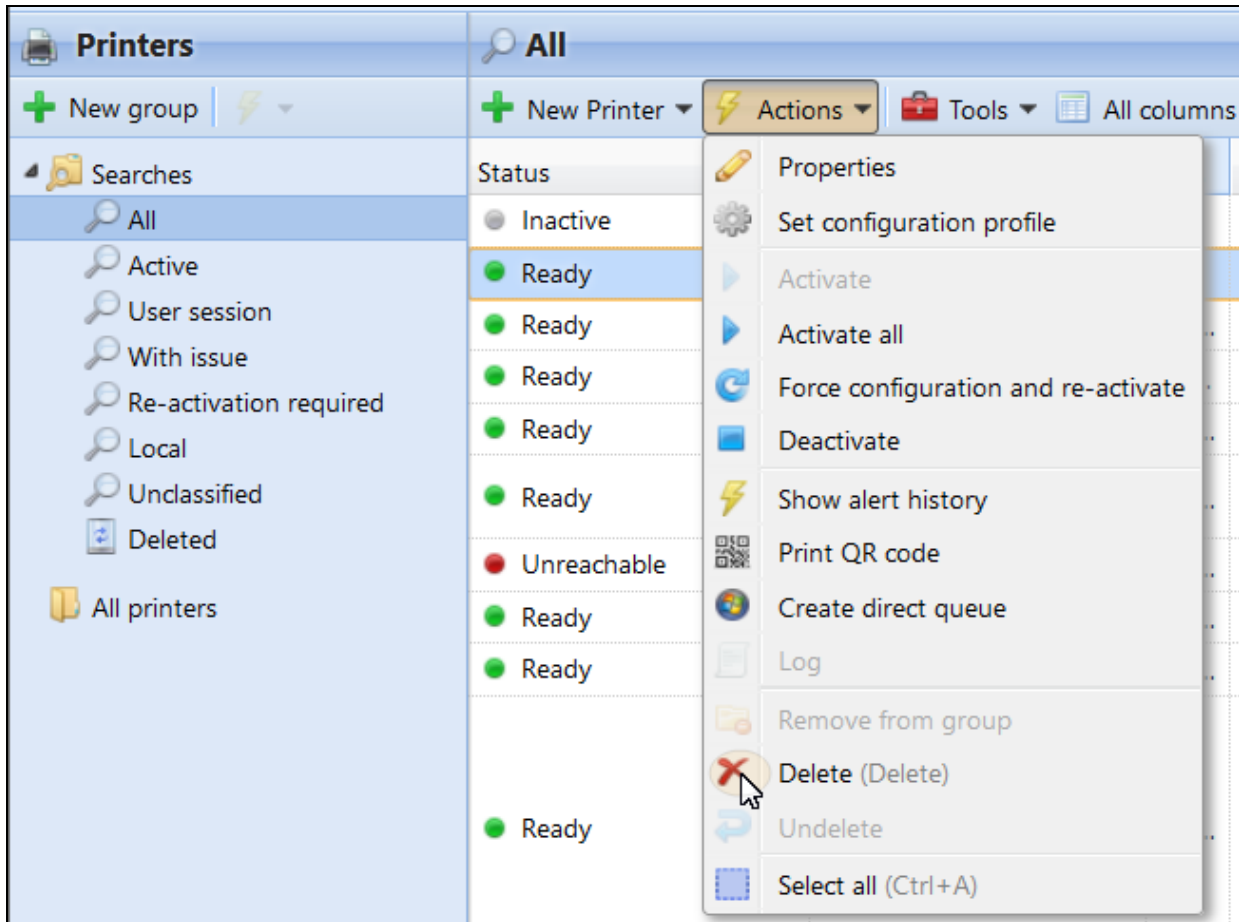 Printers
All
New group
New Printer
Actions
Tools
All columns
Searches
All
Active
User session
With issue
Re-activation required
Local
Unclassified
Deleted
All printers
Status
Inactive
Ready
Ready
Ready
Ready
Ready
Unreachable
Ready
Ready
Ready
Properties
Set configuration profile
Activate
Activate all
Force configuration and re-activate
Deactivate
Show alert history
Print QR code
Create direct queue
Log
Remove from group
Delete (Delete)
Undelete
Select all (Ctrl+A)